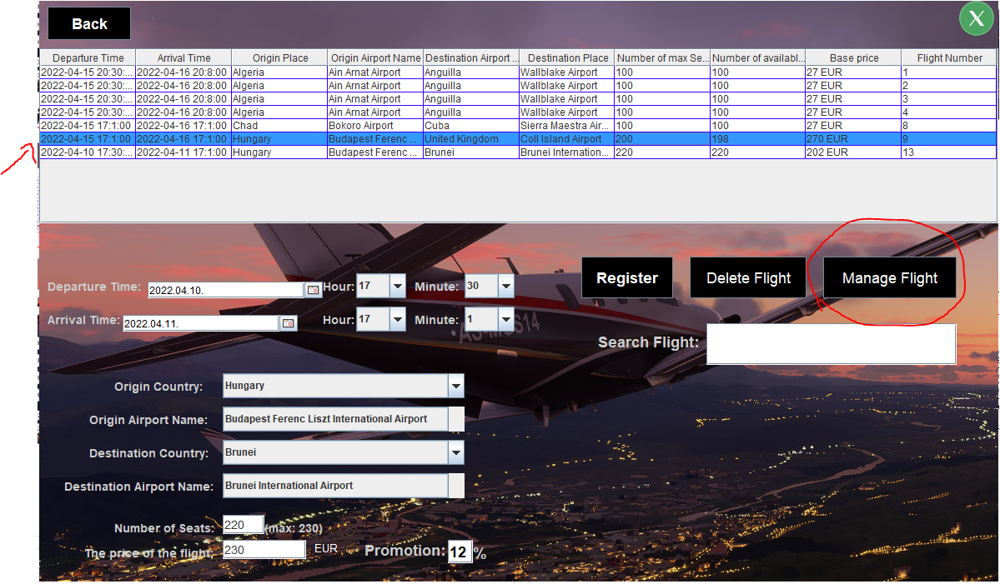 Back
X
Departure Time Arrival Time Origin Place Origin Airport Name Destination Airport ... Destination Place Number of max Se... Number of availabl... Base price Flight Number
2022-04-15 20:30:... 2022-04-16 20:8:00 Algeria Ain Arnat Airport Anguilla Wallblake Airport 100 100 27 EUR 1
2022-04-15 20:30:... 2022-04-16 20:8:00 Algeria Ain Arnat Airport Anguilla Wallblake Airport 100 100 27 EUR 2
2022-04-15 20:30:... 2022-04-16 20:8:00 Algeria Ain Arnat Airport Anguilla Wallblake Airport 100 100 27 EUR 3
2022-04-15 20:30:... 2022-04-16 20:8:00 Algeria Ain Arnat Airport Anguilla Wallblake Airport 100 100 27 EUR 4
2022-04-15 17:1:00 2022-04-16 17:1:00 Chad Bokoro Airport Cuba Sierra Maestra Air... 100 100 27 EUR 8
2022-04-15 17:1:00 2022-04-16 17:1:00 Hungary Budapest Ferenc ... United Kingdom Coll Island Airport 200 198 270 EUR 9
2022-04-10 17:30:... 2022-04-11 17:1:00 Hungary Budapest Ferenc ... Brunei Brunei Internation... 220 220 202 EUR 13
Register Delete Flight Manage Flight
Departure Time: 2022.04.10. Hour: 17 Minute: 30
Arrival Time: 2022.04.11. Hour: 17 Minute: 1
Search Flight:
Origin Country: Hungary
Origin Airport Name: Budapest Ferenc Liszt International Airport
Destination Country: Brunei
Destination Airport Name: Brunei International Airport
Number of Seats: 220 (max: 230)
The price of the flight, 230 EUR Promotion: 12 %